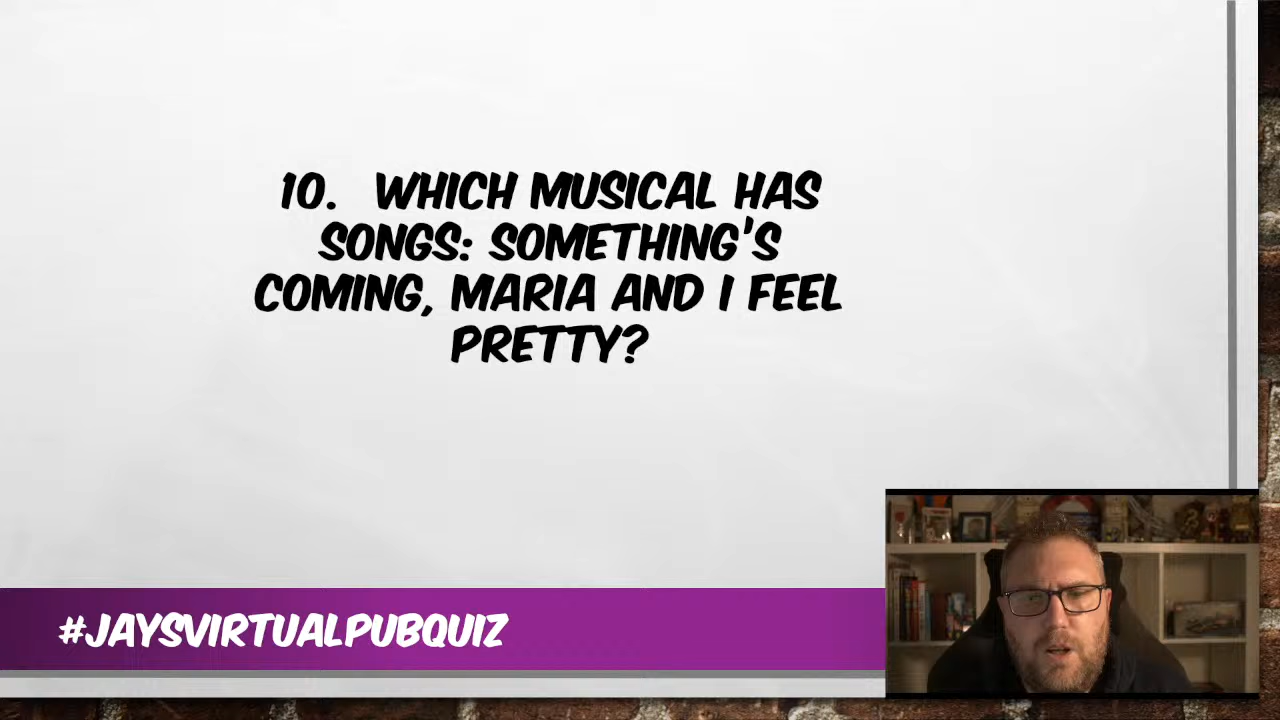 10. WHICH MUSICAL HAS
SONGS: SOMETHING'S
COMING, MARIA AND I FEEL
PRETTY?
#JAYSVIRTUALPUBQUIZ